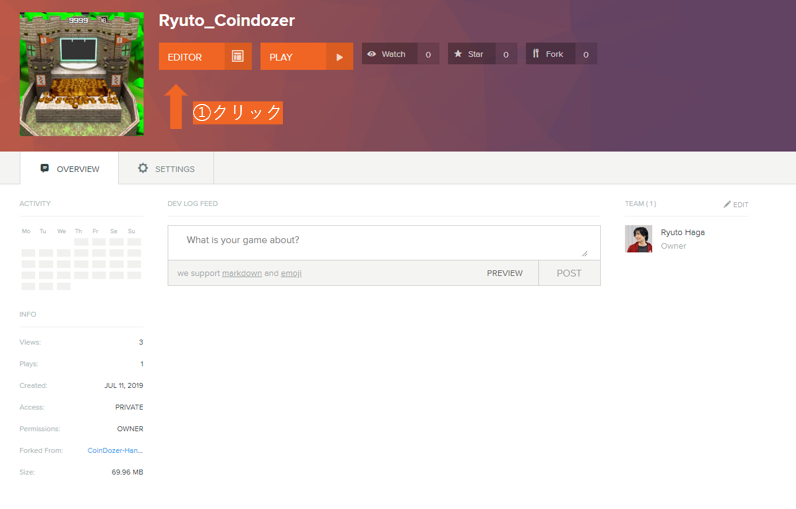 9999
Ryuto_Coindozer
EDITOR
PLAY
Watch 0
Star 0
Fork 0
①クリック
OVERVIEW
SETTINGS
ACTIVITY
Mo Tu We Th Fr Sa Su
INFO
Views: 3
Plays: 1
Created: JUL 11, 2019
Access: PRIVATE
Permissions: OWNER
Forked From: CoinDozer-Han...
Size: 69.96 MB
DEV LOG FEED
What is your game about?
we support markdown and emoji
PREVIEW
POST
TEAM ( 1 )
EDIT
Ryuto Haga
Owner